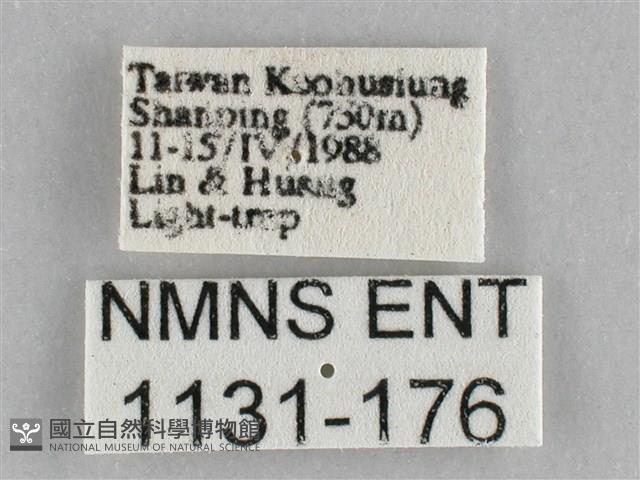 Taiwan Kaohusiung
Shanping (750m)
11-15/IV/1988
Lin & Huang
Light-trap
NMNS ENT
1131-176
國立自然科學博物館
NATIONAL MUSEUM OF NATURAL SCIENCE